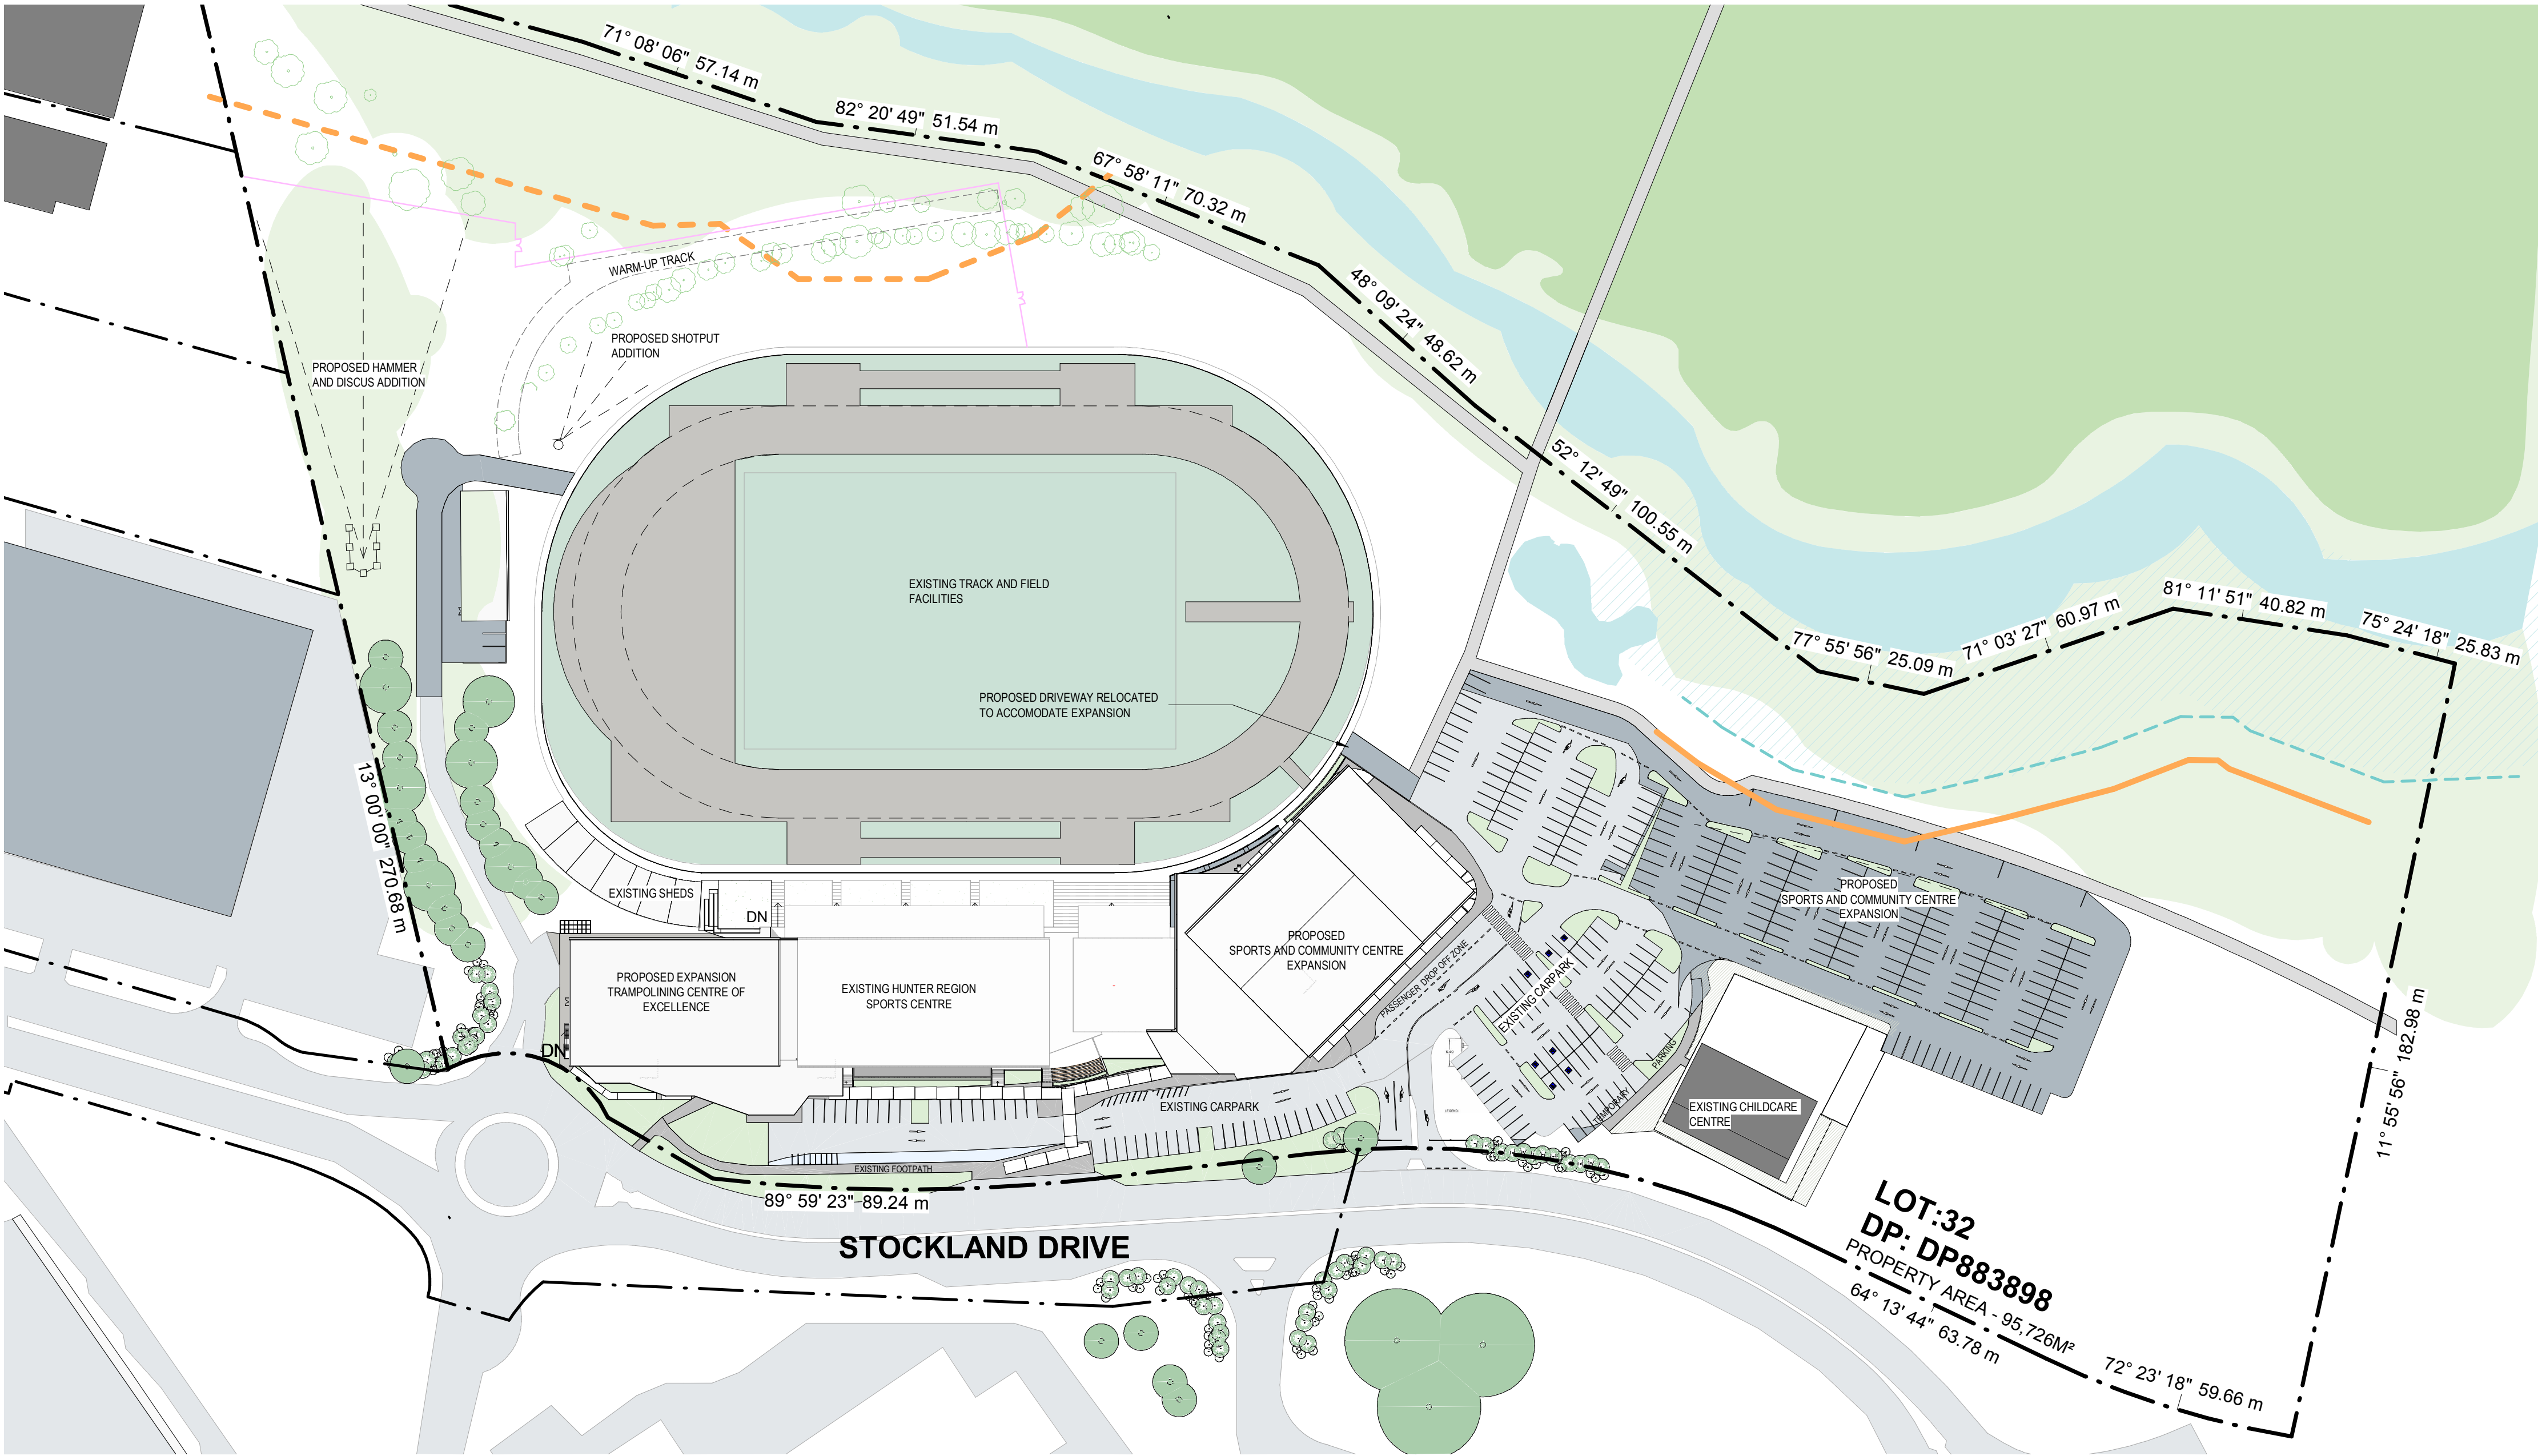 71° 08' 06" 57.14 m
82° 20' 49" 51.54 m
67° 58' 11" 70.32 m
48° 09' 24" 48.62 m
52° 12' 49" 100.55 m
77° 55' 56" 25.09 m
71° 03' 27" 60.97 m
81° 11' 51" 40.82 m
75° 24' 18" 25.83 m
WARM-UP TRACK
PROPOSED SHOTPUT
ADDITION
PROPOSED HAMMER
AND DISCUS ADDITION
EXISTING TRACK AND FIELD
FACILITIES
PROPOSED DRIVEWAY RELOCATED
TO ACCOMODATE EXPANSION
13° 00' 00" 270.68 m
EXISTING SHEDS
DN
PROPOSED
SPORTS AND COMMUNITY CENTRE
EXPANSION
PROPOSED
SPORTS AND COMMUNITY CENTRE
EXPANSION
PROPOSED EXPANSION
TRAMPOLINING CENTRE OF
EXCELLENCE
EXISTING HUNTER REGION
SPORTS CENTRE
PASSENGER DROP OFF ZONE
EXISTING CARPARK
DN
TEMPORARY
PARKING
EXISTING CARPARK
EXISTING CHILDCARE
CENTRE
EXISTING FOOTPATH
11° 55' 56" 182.98 m
89° 59' 23" 89.24 m
STOCKLAND DRIVE
LOT:32
DP: DP883898
PROPERTY AREA - 95,726M²
64° 13' 44" 63.78 m
72° 23' 18" 59.66 m